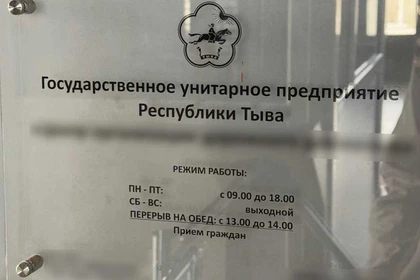 Государственное унитарное предприятие
Республики Тыва
РЕЖИМ РАБОТЫ:
ПН - ПТ: с 09.00 до 18.00
СБ - ВС: выходной
ПЕРЕРЫВ НА ОБЕД: с 13.00 до 14.00
Прием граждан